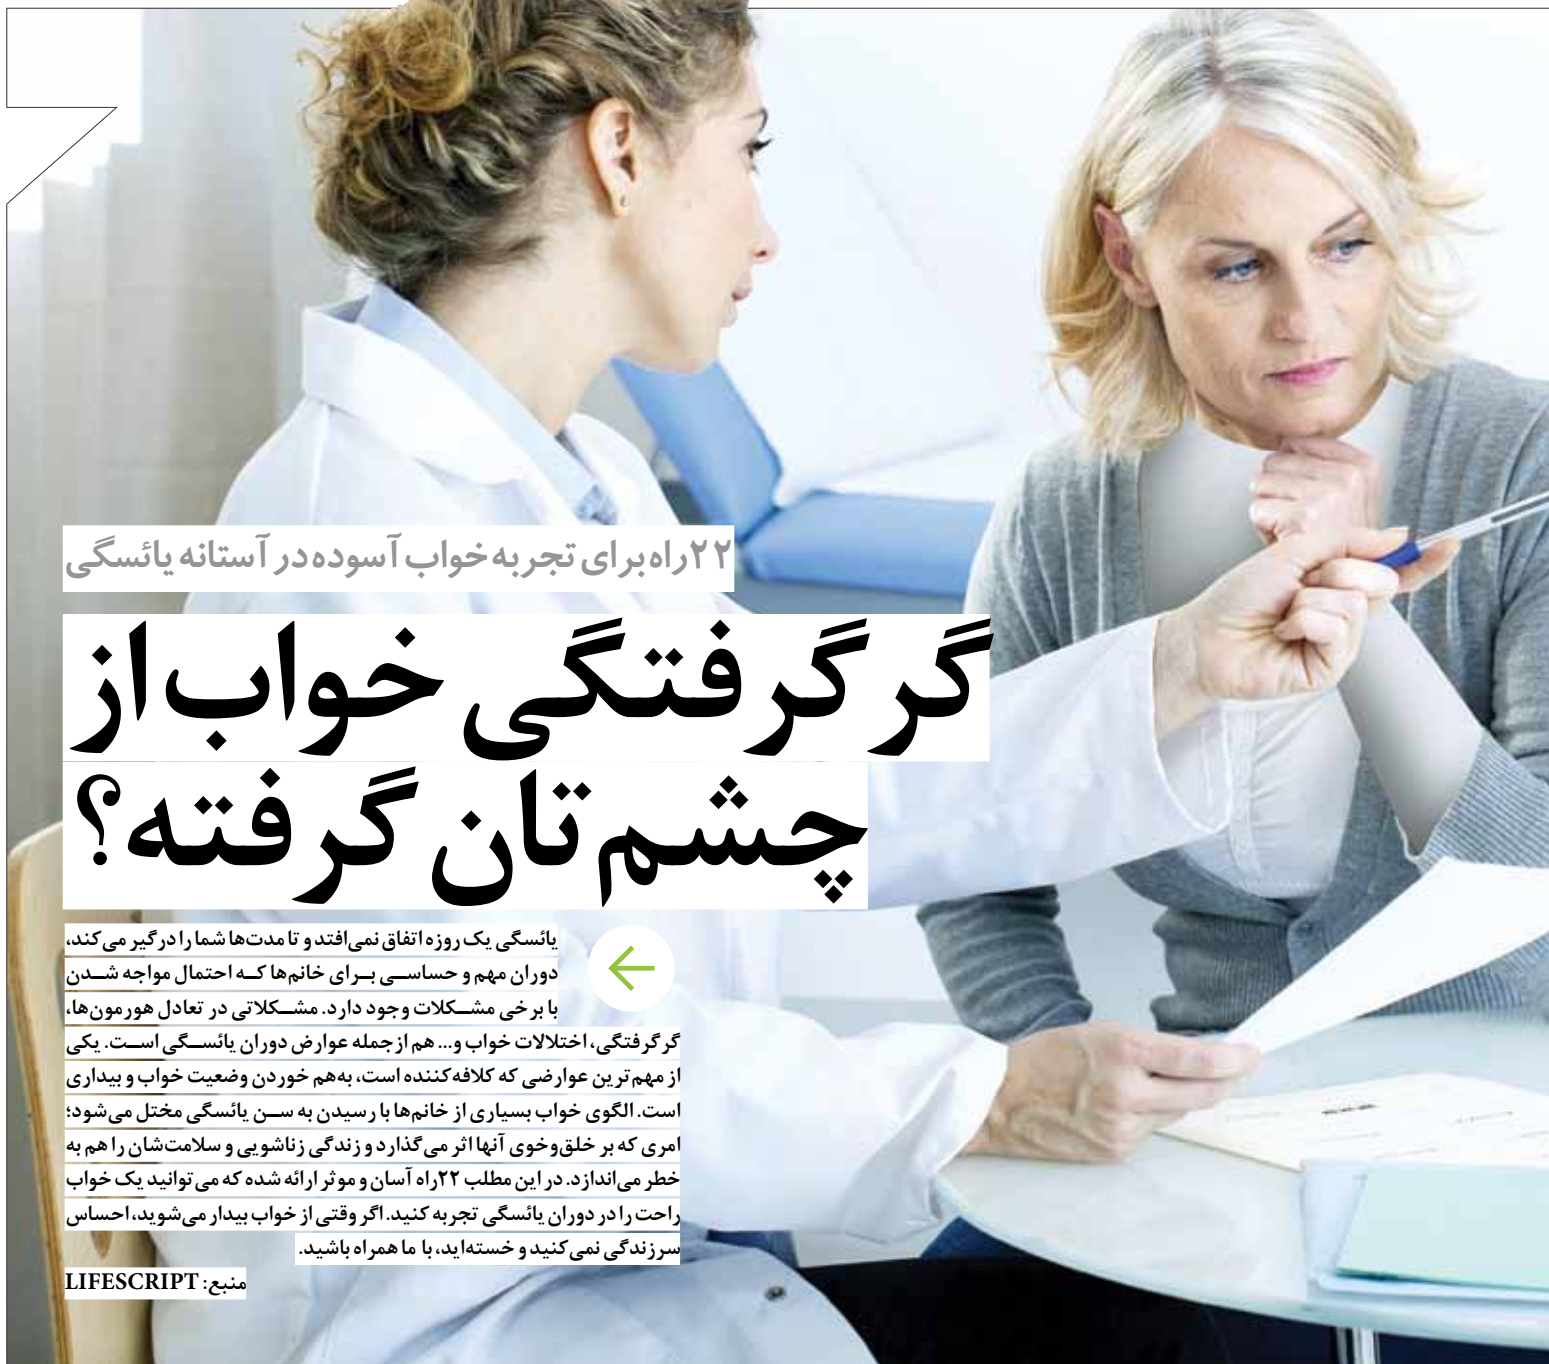 ۲۲راه برای تجربه خواب آسوده در آستانه یائسگی
گر گرفتگی خواب از
چشم تان گرفته؟
یائسگی یک روزه اتفاق نمی‌افتد و تا مدت‌ها شما را درگیر می‌کند،
دوران مهم و حساسی برای خانم‌ها که احتمال مواجه شدن
با برخی مشکلات وجود دارد. مشکلاتی در تعادل هورمون‌ها،
گرگرفتگی، اختلالات خواب و... هم ازجمله عوارض دوران یائسگی است. یکی
از مهم‌ترین عوارضی که کلافه‌کننده است، به‌هم خوردن وضعیت خواب و بیداری
است. الگوی خواب بسیاری از خانم‌ها با رسیدن به سن یائسگی مختل می‌شود؛
امری که بر خلق‌وخوی آنها اثر می‌گذارد و زندگی زناشویی و سلامت‌شان را هم به
خطر می‌اندازد. در این مطلب ۲۲راه آسان و موثر ارائه شده که می‌توانید یک خواب
راحت را در دوران یائسگی تجربه کنید. اگر وقتی از خواب بیدار می‌شوید، احساس
سرزندگی نمی‌کنید و خسته‌اید، با ما همراه باشید.
منبع: LIFESCRIPT